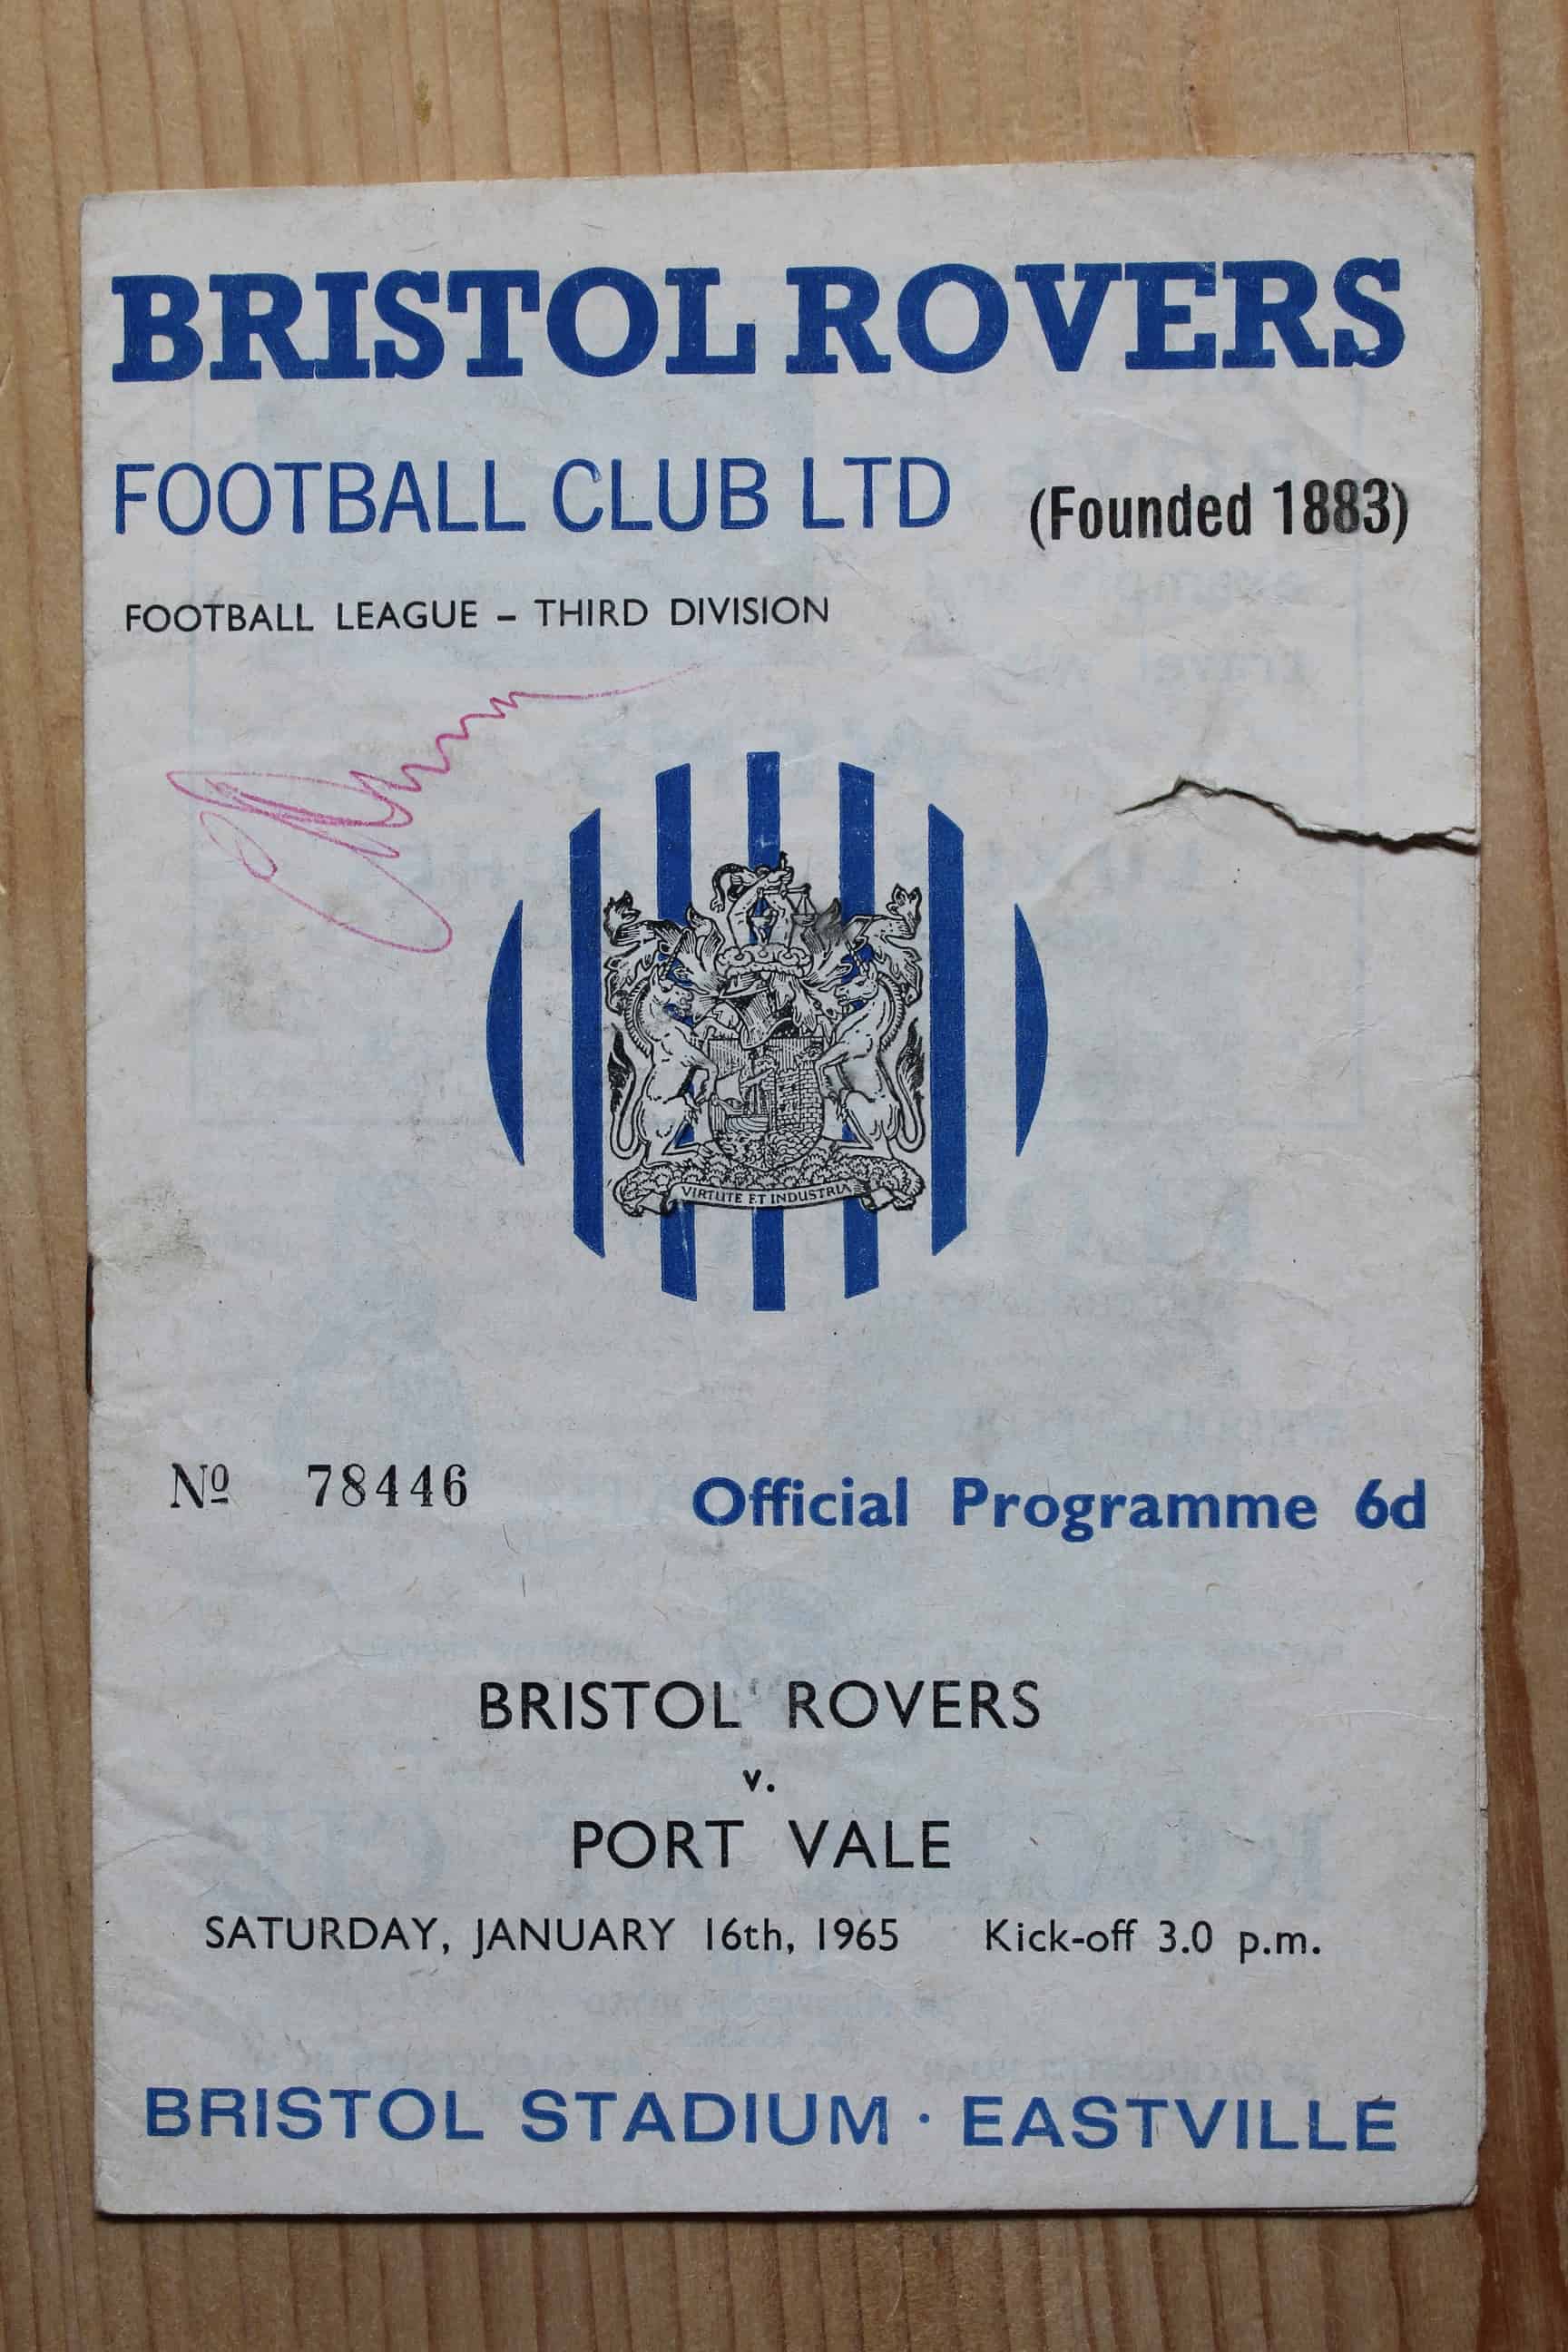 BRISTOL ROVERS
FOOTBALL CLUB LTD (Founded 1883)
FOOTBALL LEAGUE – THIRD DIVISION
VIRTUTE ET INDUSTRIA
Nº 78446
Official Programme 6d
BRISTOL ROVERS
v.
PORT VALE
SATURDAY, JANUARY 16th, 1965 Kick-off 3.0 p.m.
BRISTOL STADIUM · EASTVILLE